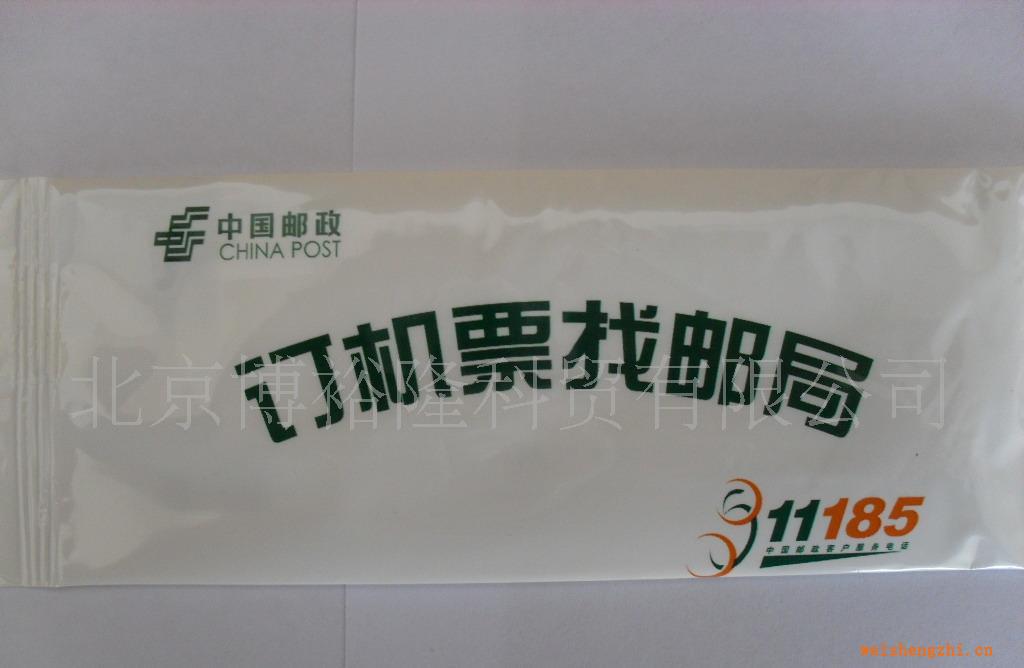 中国邮政
CHINA POST
订机票找邮局
北京博裕隆科贸有限公司
11185
中国邮政客户服务电话
weishengzhi.cn